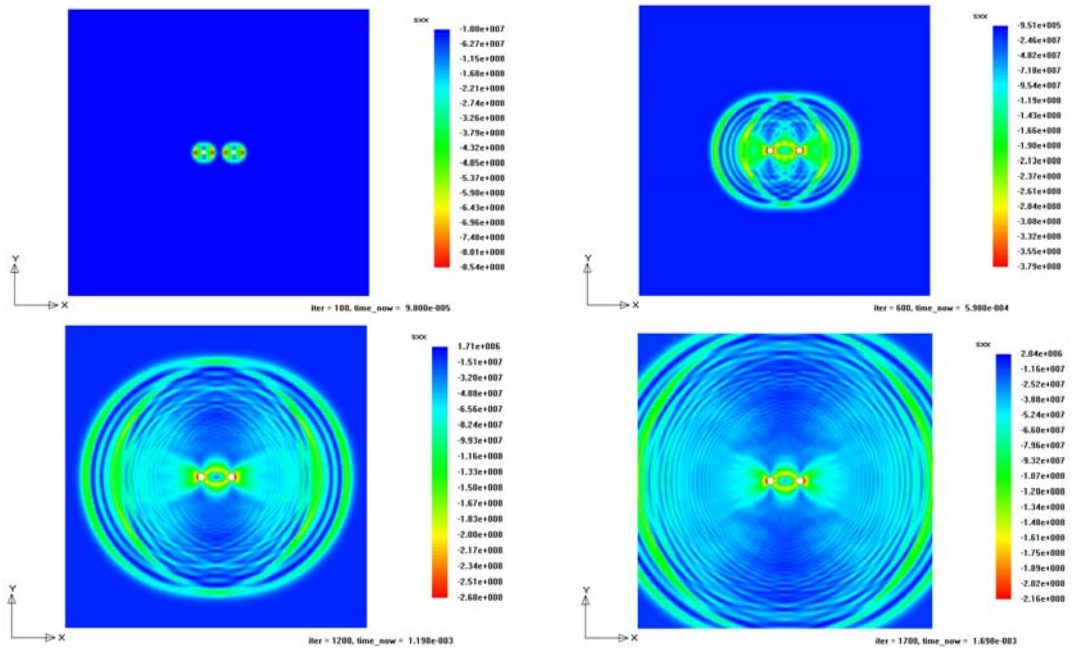 sxx
-1.00e+007
-6.27e+007
-1.15e+008
-1.68e+008
-2.21e+008
-2.74e+008
-3.26e+008
-3.79e+008
-4.32e+008
-4.85e+008
-5.37e+008
-5.90e+008
-6.43e+008
-6.96e+008
-7.48e+008
-8.01e+008
-8.54e+008
Y
X
iter = 100, time_now = 9.800e-005
sxx
-9.51e+005
-2.46e+007
-4.82e+007
-7.18e+007
-9.54e+007
-1.19e+008
-1.43e+008
-1.66e+008
-1.90e+008
-2.13e+008
-2.37e+008
-2.61e+008
-2.84e+008
-3.08e+008
-3.32e+008
-3.55e+008
-3.79e+008
Y
X
iter = 600, time_now = 5.980e-004
sxx
1.71e+006
-1.51e+007
-3.20e+007
-4.88e+007
-6.56e+007
-8.24e+007
-9.93e+007
-1.16e+008
-1.33e+008
-1.50e+008
-1.67e+008
-1.83e+008
-2.00e+008
-2.17e+008
-2.34e+008
-2.51e+008
-2.68e+008
Y
X
iter = 1200, time_now = 1.198e-003
sxx
2.04e+006
-1.16e+007
-2.52e+007
-3.88e+007
-5.24e+007
-6.60e+007
-7.96e+007
-9.32e+007
-1.07e+008
-1.20e+008
-1.34e+008
-1.48e+008
-1.61e+008
-1.75e+008
-1.89e+008
-2.02e+008
-2.16e+008
Y
X
iter = 1700, time_now = 1.698e-003